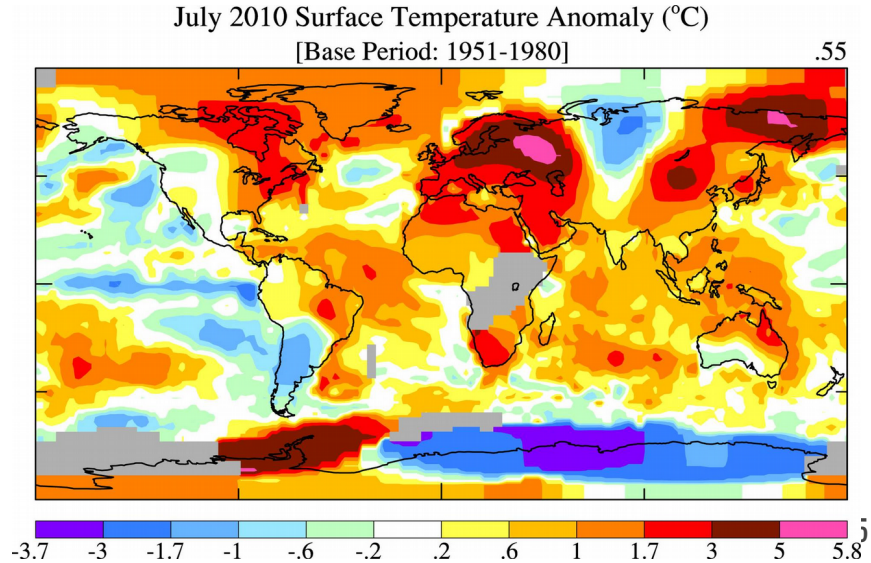 July 2010 Surface Temperature Anomaly (°C)
[Base Period: 1951-1980] .55
5
-3.7 -3 -1.7 -1 -.6 -.2 .2 .6 1 1.7 3 5 5.8